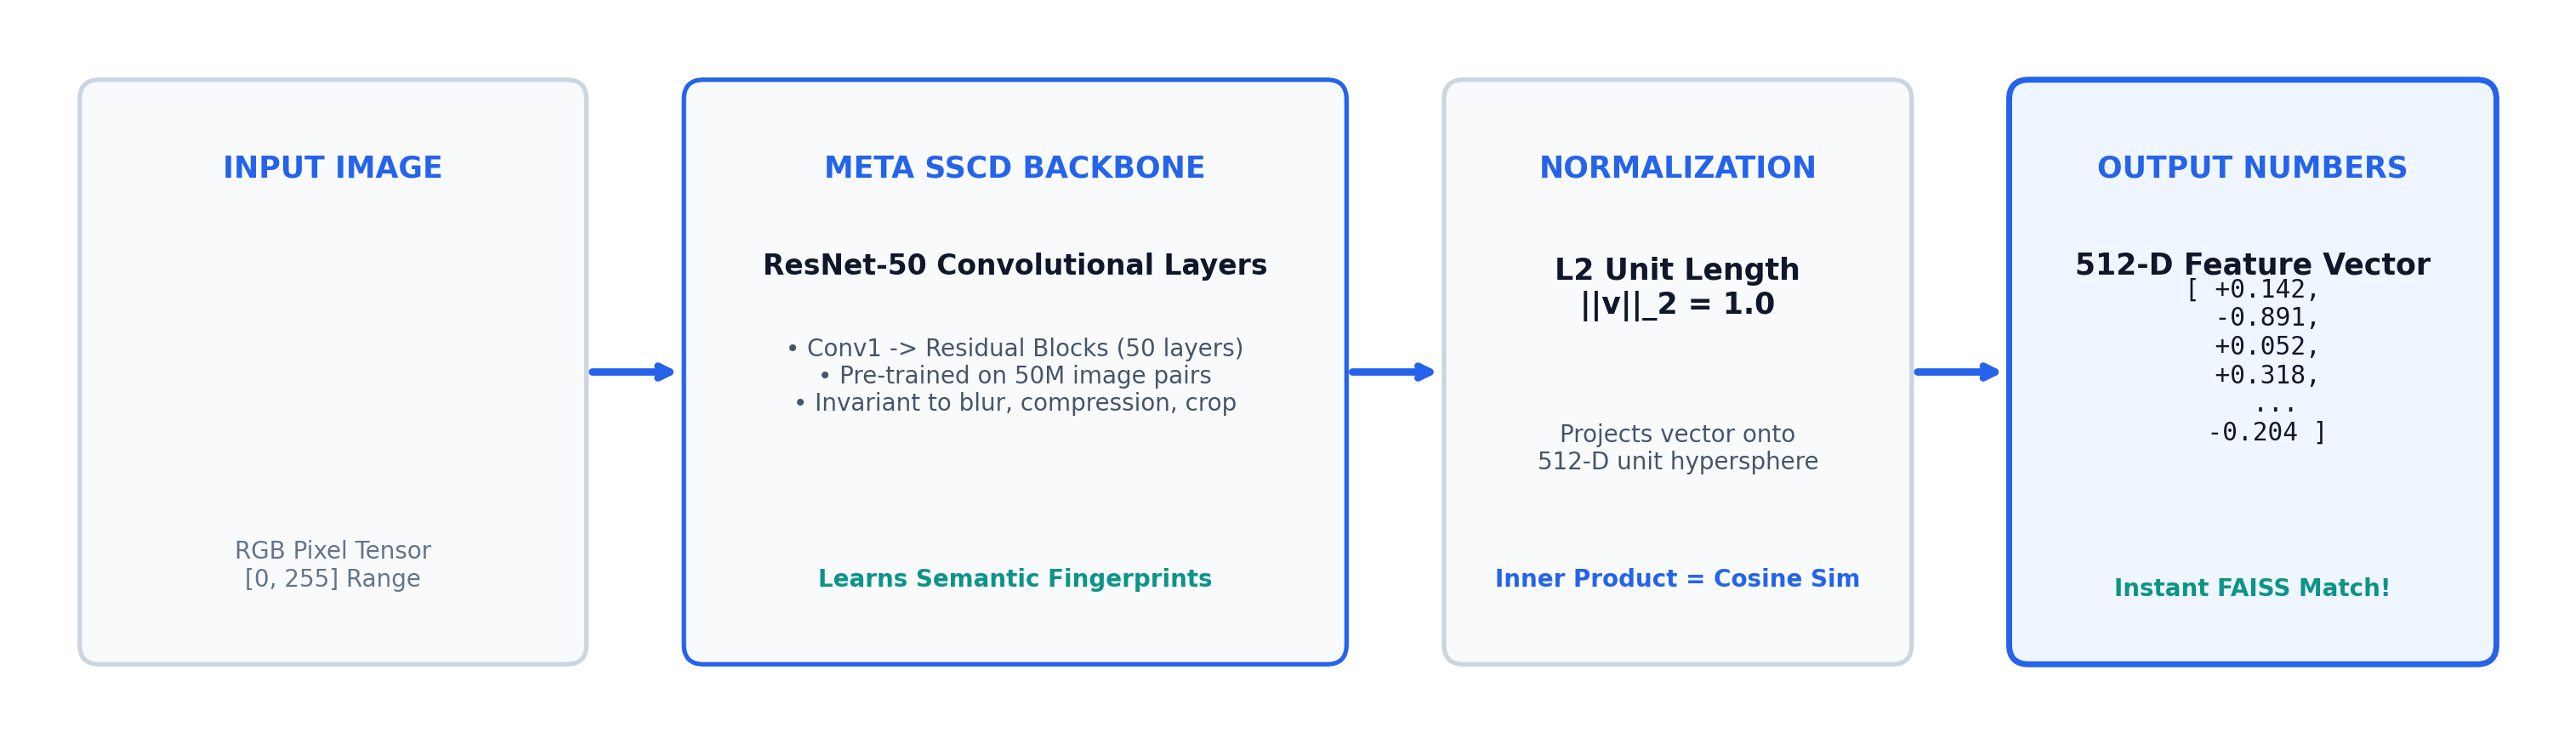 INPUT IMAGE
RGB Pixel Tensor
[0, 255] Range
META SSCD BACKBONE
ResNet-50 Convolutional Layers
• Conv1 -> Residual Blocks (50 layers)
• Pre-trained on 50M image pairs
• Invariant to blur, compression, crop
Learns Semantic Fingerprints
NORMALIZATION
L2 Unit Length
||v||_2 = 1.0
Projects vector onto
512-D unit hypersphere
Inner Product = Cosine Sim
OUTPUT NUMBERS
512-D Feature Vector
[ +0.142,
-0.891,
+0.052,
+0.318,
...
-0.204 ]
Instant FAISS Match!